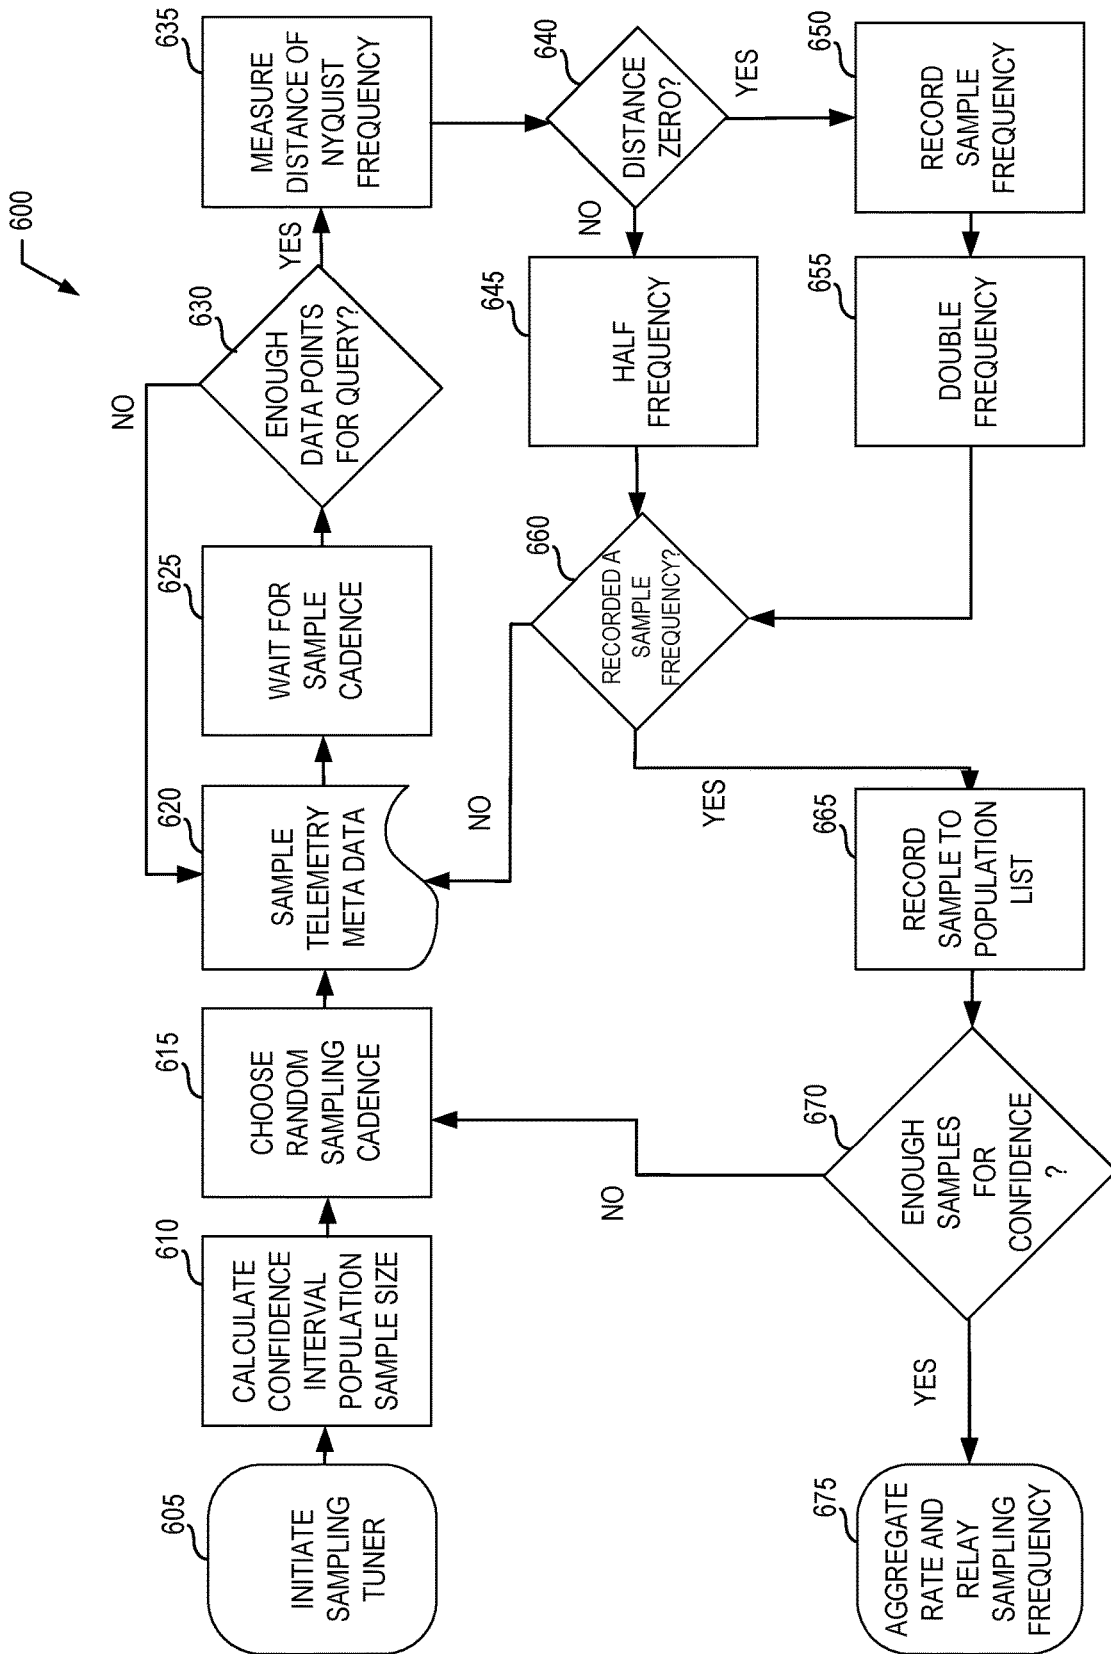 600
605
INITIATE
SAMPLING
TUNER
610
CALCULATE
CONFIDENCE
INTERVAL
POPULATION
SAMPLE SIZE
615
CHOOSE
RANDOM
SAMPLING
CADENCE
620
SAMPLE
TELEMETRY
META DATA
625
WAIT FOR
SAMPLE
CADENCE
630
ENOUGH
DATA POINTS
FOR QUERY?
NO
YES
635
MEASURE
DISTANCE OF
NYQUIST
FREQUENCY
640
DISTANCE
ZERO?
NO
YES
645
HALF
FREQUENCY
650
RECORD
SAMPLE
FREQUENCY
655
DOUBLE
FREQUENCY
660
RECORDED A
SAMPLE
FREQUENCY?
NO
YES
665
RECORD
SAMPLE TO
POPULATION
LIST
670
ENOUGH
SAMPLES
FOR
CONFIDENCE
?
NO
YES
675
AGGREGATE
RATE AND
RELAY
SAMPLING
FREQUENCY